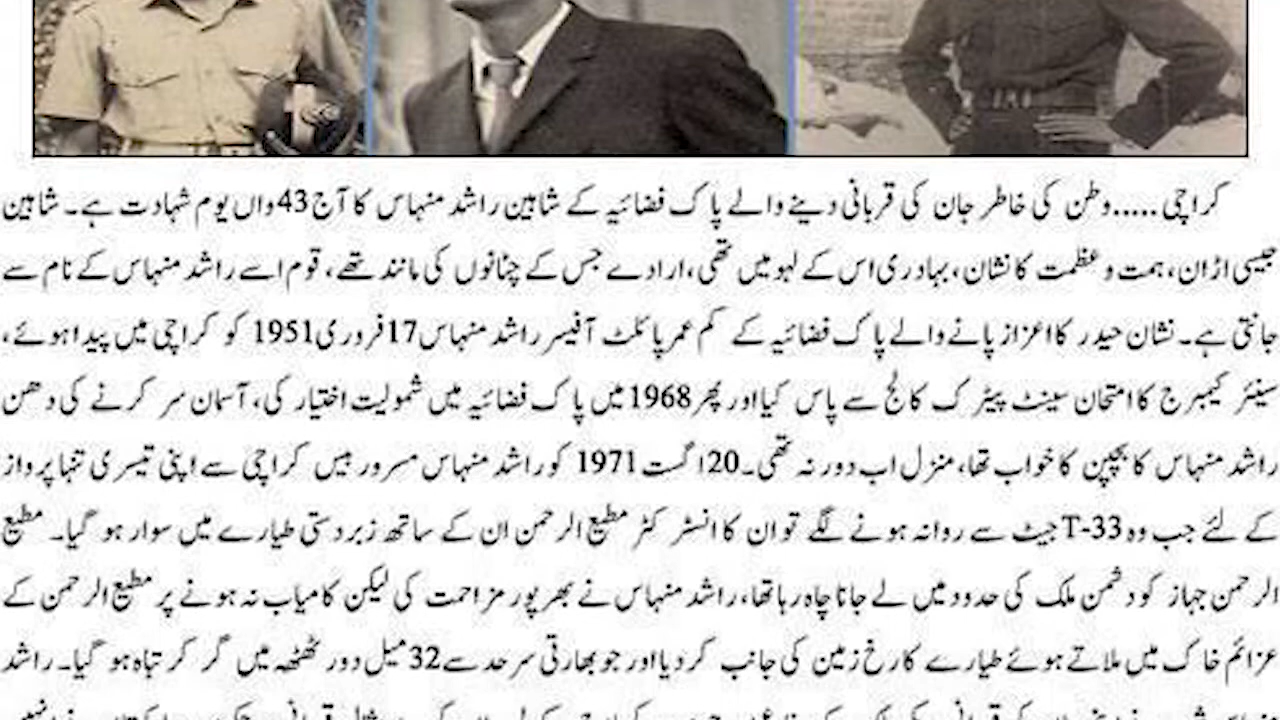 کراچی.....وطن کی خاطر جان کی قربانی دینے والے پاک فضائیہ کے شاہین راشد منہاس کا آج 43واں یوم شہادت ہے۔ شاہین
جیسی اڑان، ہمت و عظمت کا نشان، بہادری اس کے لہو میں تھی، ارادے جس کے چٹانوں کی مانند تھے، قوم اسے راشد منہاس کے نام سے
جانتی ہے۔ نشان حیدر کا اعزاز پانے والے پاک فضائیہ کے کم عمر پائلٹ آفیسر راشد منہاس 17فروری 1951 کو کراچی میں پیدا ہوئے،
سینئر کیمبرج کا امتحان سینٹ پیٹرک کالج سے پاس کیا اور پھر 1968 میں پاک فضائیہ میں شمولیت اختیار کی، آسمان سر کرنے کی دھن
راشد منہاس کا بچپن کا خواب تھا، منزل اب دور نہ تھی۔ 20اگست 1971 کو راشد منہاس مسرور بیس کراچی سے اپنی تیسری تنہا پرواز
کے لئے جب وہ T-33 جیٹ سے روانہ ہونے لگے تو ان کا انسٹرکٹر مطیع الرحمن ان کے ساتھ زبردستی طیارے میں سوار ہو گیا۔ مطیع
الرحمن جہاز کو دشمن ملک کی حدود میں لے جانا چاہ رہا تھا، راشد منہاس نے بھرپور مزاحمت کی لیکن کامیاب نہ ہونے پر مطیع الرحمن کے
عزائم خاک میں ملاتے ہوئے طیارے کا رخ زمین کی جانب کر دیا اور جو بھارتی سرحد سے 32میل دور ٹھٹھہ میں گر کر تباہ ہو گیا۔ راشد